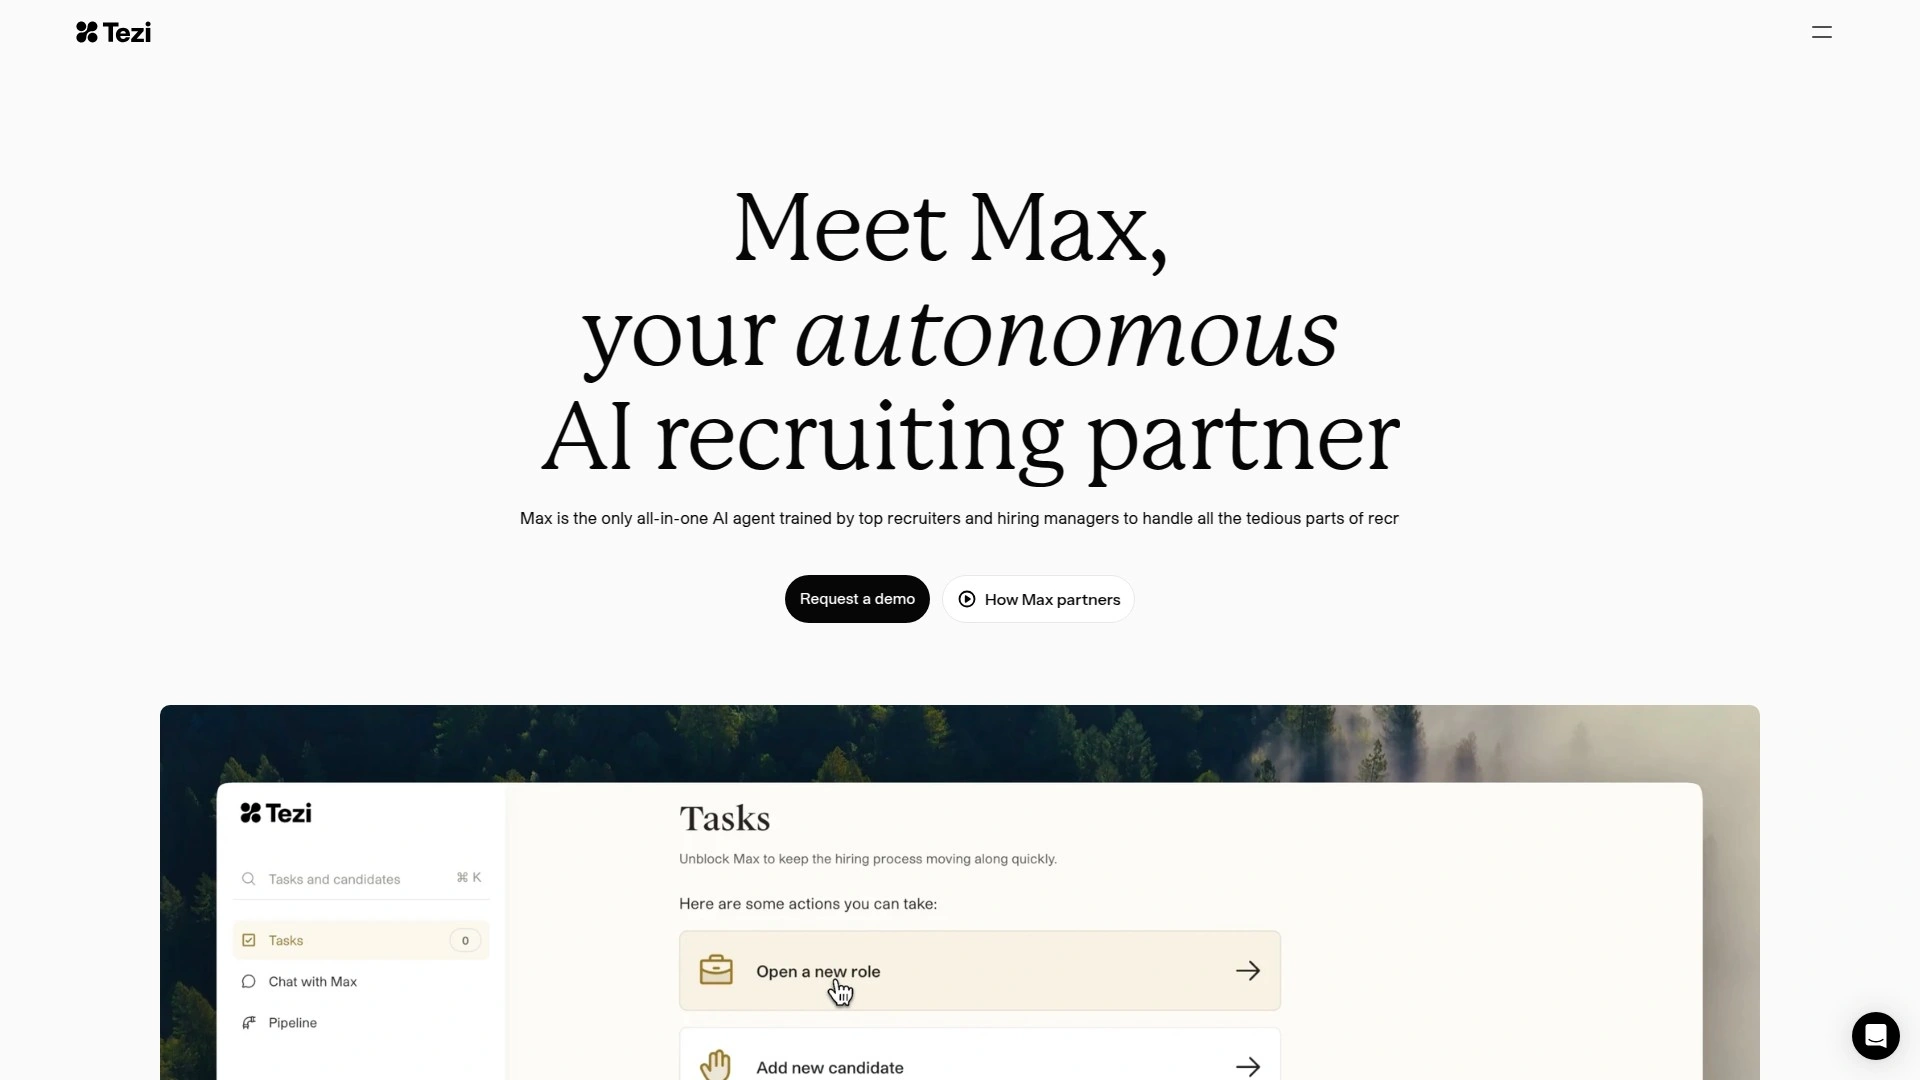 Tezi
Meet Max,
your autonomous
AI recruiting partner
Max is the only all-in-one AI agent trained by top recruiters and hiring managers to handle all the tedious parts of recr
Request a demo
How Max partners
Tezi
Tasks and candidates ⌘ K
Tasks 0
Chat with Max
Pipeline
Tasks
Unblock Max to keep the hiring process moving along quickly.
Here are some actions you can take:
Open a new role
Add new candidate